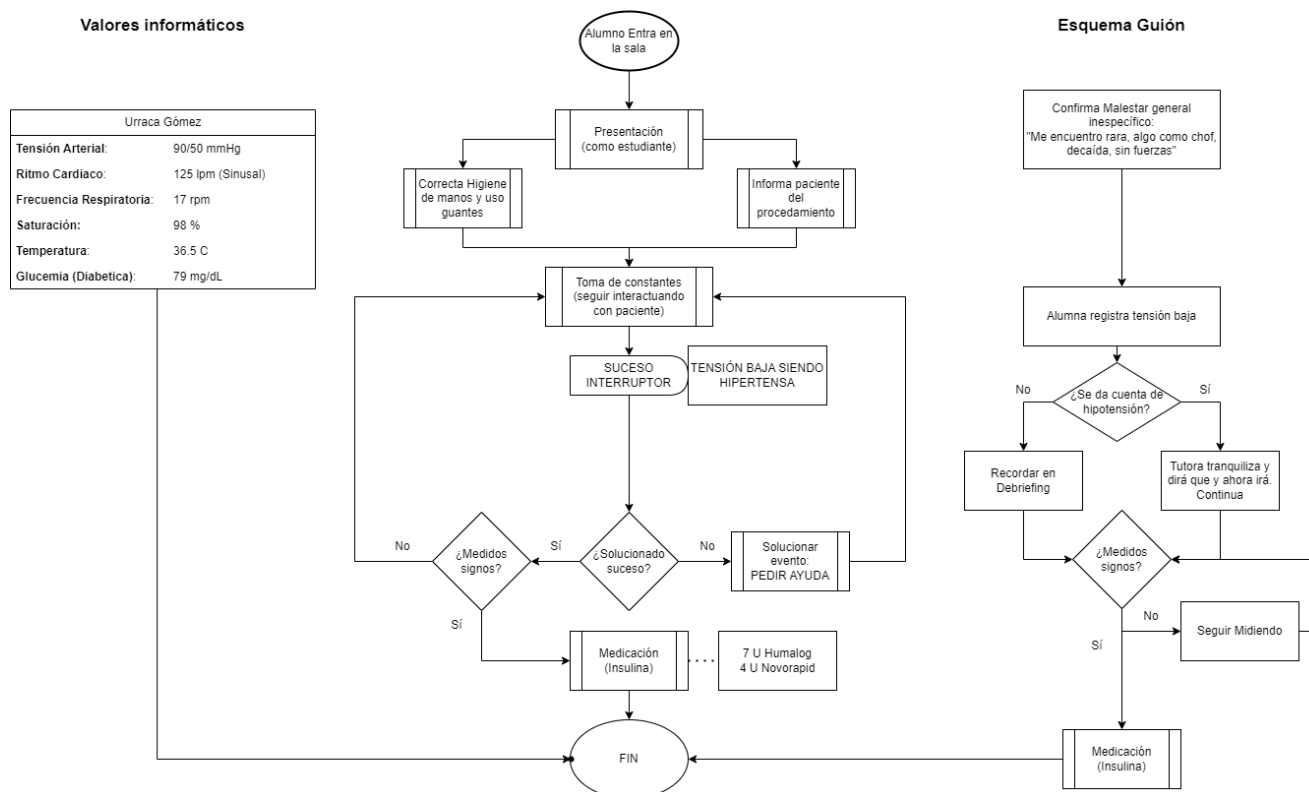 Valores informáticos
Urraca Gómez
Tensión Arterial: 90/50 mmHg
Ritmo Cardiaco: 125 lpm (Sinusal)
Frecuencia Respiratoria: 17 rpm
Saturación: 98 %
Temperatura: 36.5 C
Glucemia (Diabetica): 79 mg/dL
Alumno Entra en
la sala
Presentación
(como estudiante)
Correcta Higiene
de manos y uso
guantes
Informa paciente
del
procedamiento
Toma de constantes
(seguir interactuando
con paciente)
SUCESO
INTERRUPTOR
TENSIÓN BAJA SIENDO
HIPERTENSA
¿Solucionado
suceso?
Sí
No
¿Medidos
signos?
No
Sí
Solucionar
evento:
PEDIR AYUDA
Medicación
(Insulina)
7 U Humalog
4 U Novorapid
FIN
Esquema Guión
Confirma Malestar general
inespecífico:
"Me encuentro rara, algo como chof,
decaída, sin fuerzas"
Alumna registra tensión baja
¿Se da cuenta de
hipotensión?
No
Sí
Recordar en
Debriefing
Tutora tranquiliza y
dirá que y ahora irá.
Continua
¿Medidos
signos?
No
Sí
Seguir Midiendo
Medicación
(Insulina)